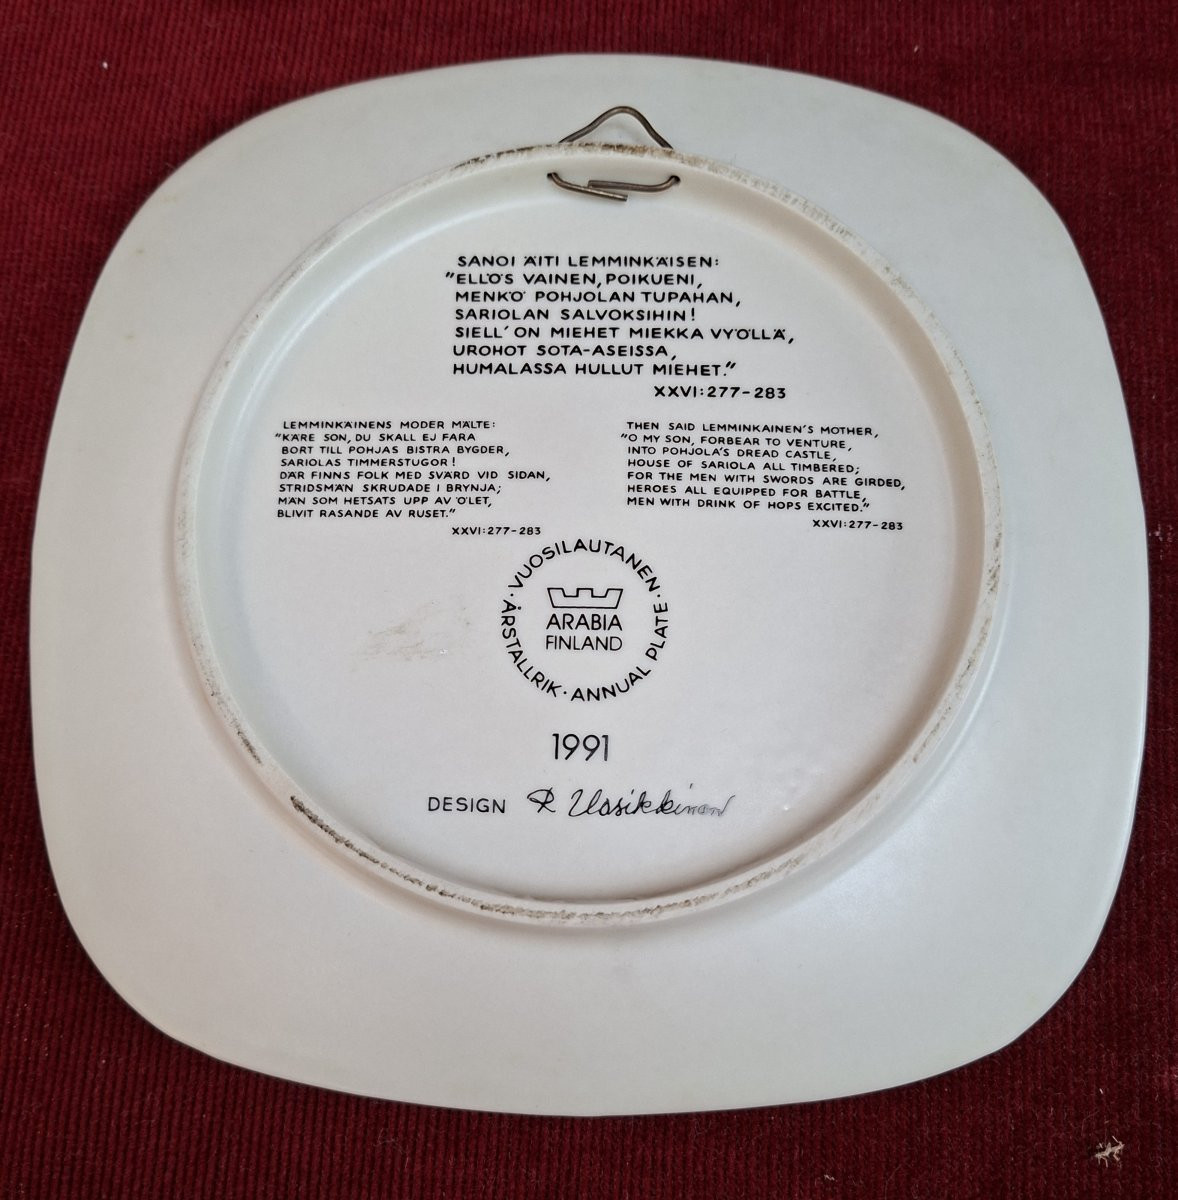 SANOI ÄITI LEMMINKÄISEN:
"ELLÖS VAINEN, POIKUENI,
MENKÖ POHJOLAN TUPAHAN,
SARIOLAN SALVOKSIHIN!
SIELL' ON MIEHET MIEKKA VYÖLLÄ,
UROHOT SOTA-ASEISSA,
HUMALASSA HULLUT MIEHET."
XXVI:277-283
LEMMINKÄINENS MODER MÄLTE:
"KÄRE SON, DU SKALL EJ FARA
BORT TILL POHJAS BISTRA BYGDER,
SARIOLAS TIMMERSTUGOR!
DÄR FINNS FOLK MED SVÄRD VID SIDAN,
STRIDSMÄN SKRUDADE I BRYNJA;
MÄN SOM HETSATS UPP AV ÖLET,
BLIVIT RASANDE AV RUSET."
XXVI:277-283
THEN SAID LEMMINKAINEN'S MOTHER,
"O MY SON, FORBEAR TO VENTURE,
INTO POHJOLA'S DREAD CASTLE,
HOUSE OF SARIOLA ALL TIMBERED;
FOR THE MEN WITH SWORDS ARE GIRDED,
HEROES ALL EQUIPPED FOR BATTLE,
MEN WITH DRINK OF HOPS EXCITED."
XXVI:277-283
· VUOSILAUTANEN ·
ARABIA
FINLAND
ÅRSTALLRIK · ANNUAL PLATE
1991
DESIGN R Uosikkinen